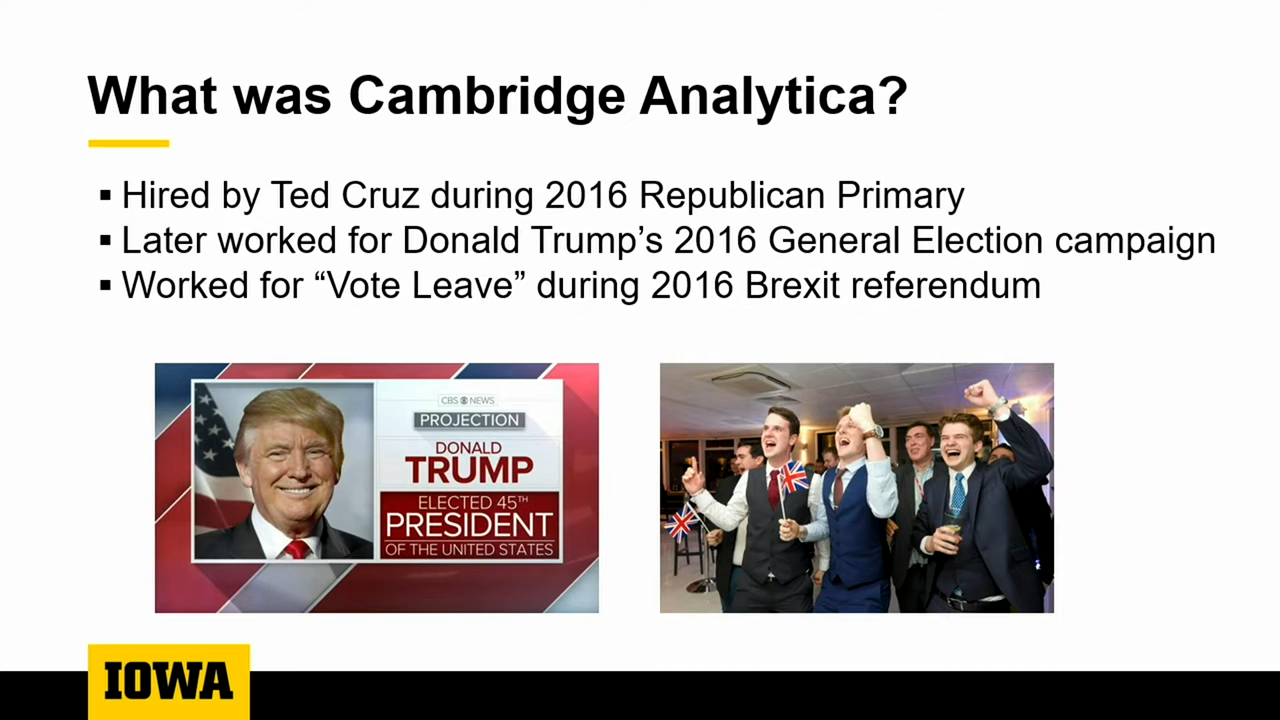 What was Cambridge Analytica?
▪ Hired by Ted Cruz during 2016 Republican Primary
▪ Later worked for Donald Trump’s 2016 General Election campaign
▪ Worked for “Vote Leave” during 2016 Brexit referendum
CBS NEWS
PROJECTION
DONALD
TRUMP
ELECTED 45TH
PRESIDENT
OF THE UNITED STATES
IOWA